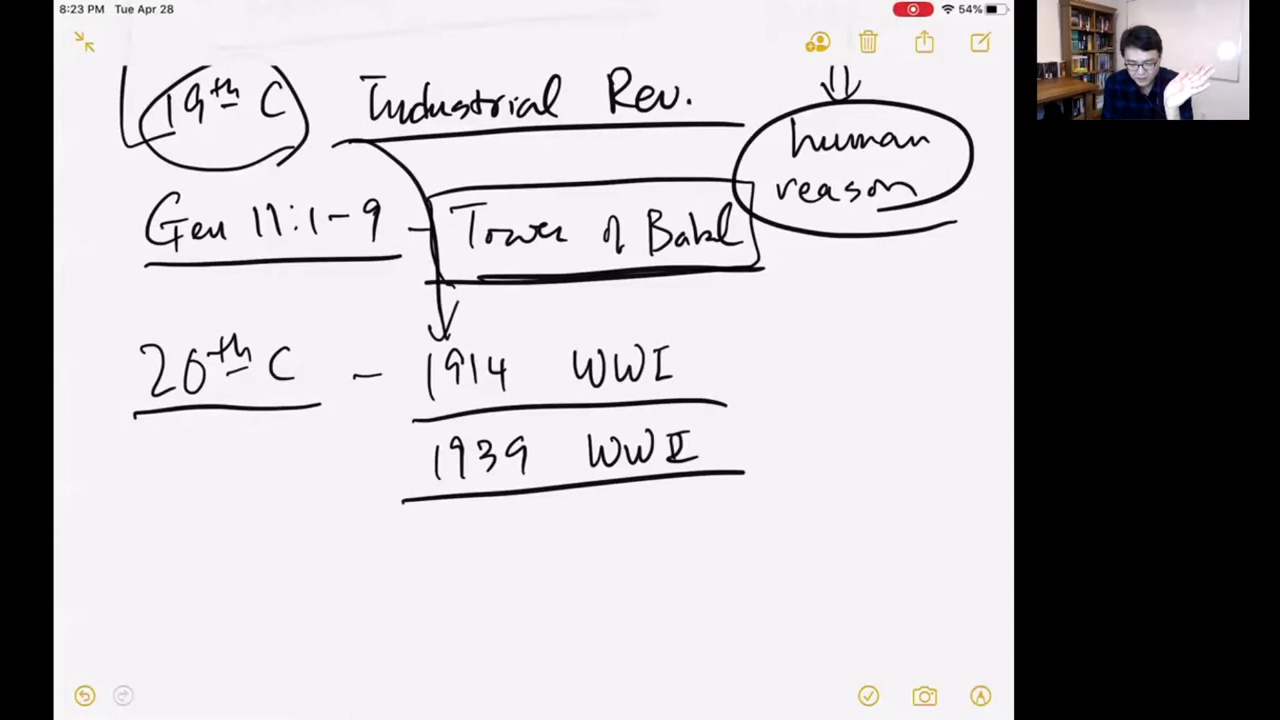 8:23 PM Tue Apr 28
54%
19th C Industrial Rev.
human
reason
Gen 11:1-9 - Tower of Babel
20th C - 1914 WWI
1939 WWII